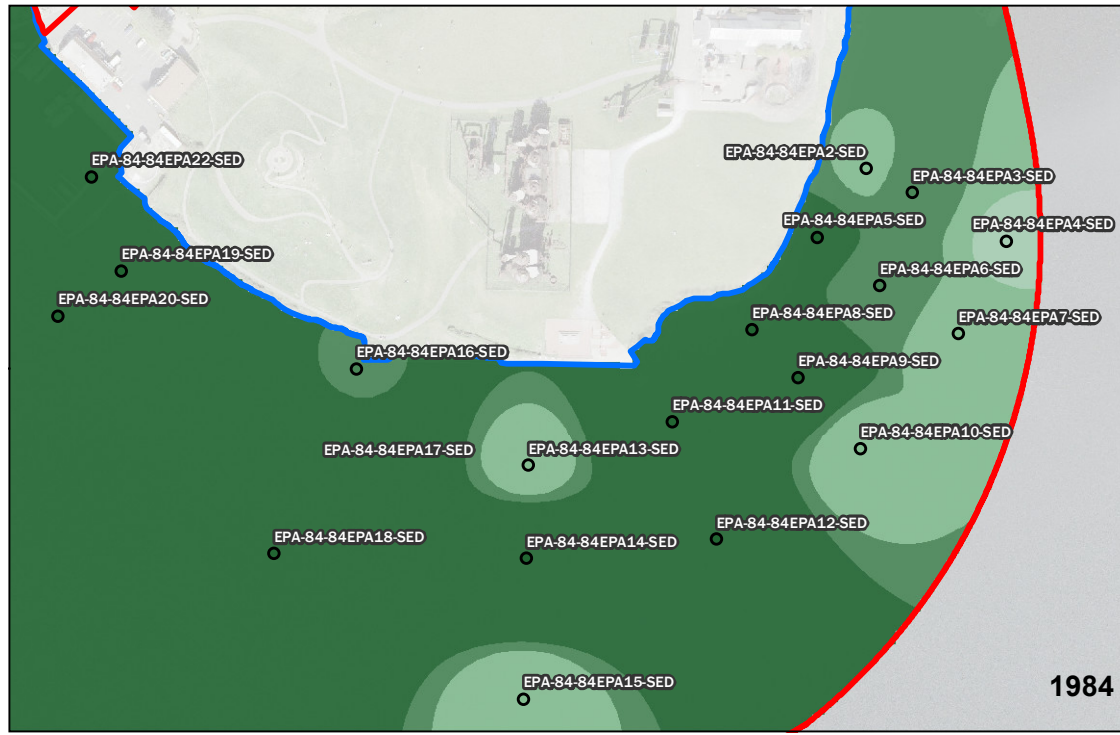 EPA-84-84EPA2-SED
EPA-84-84EPA22-SED
EPA-84-84EPA3-SED
EPA-84-84EPA5-SED
EPA-84-84EPA4-SED
EPA-84-84EPA19-SED
EPA-84-84EPA6-SED
EPA-84-84EPA20-SED
EPA-84-84EPA8-SED
EPA-84-84EPA7-SED
EPA-84-84EPA16-SED
EPA-84-84EPA9-SED
EPA-84-84EPA11-SED
EPA-84-84EPA10-SED
EPA-84-84EPA17-SED
EPA-84-84EPA13-SED
EPA-84-84EPA12-SED
EPA-84-84EPA18-SED
EPA-84-84EPA14-SED
EPA-84-84EPA15-SED
1984